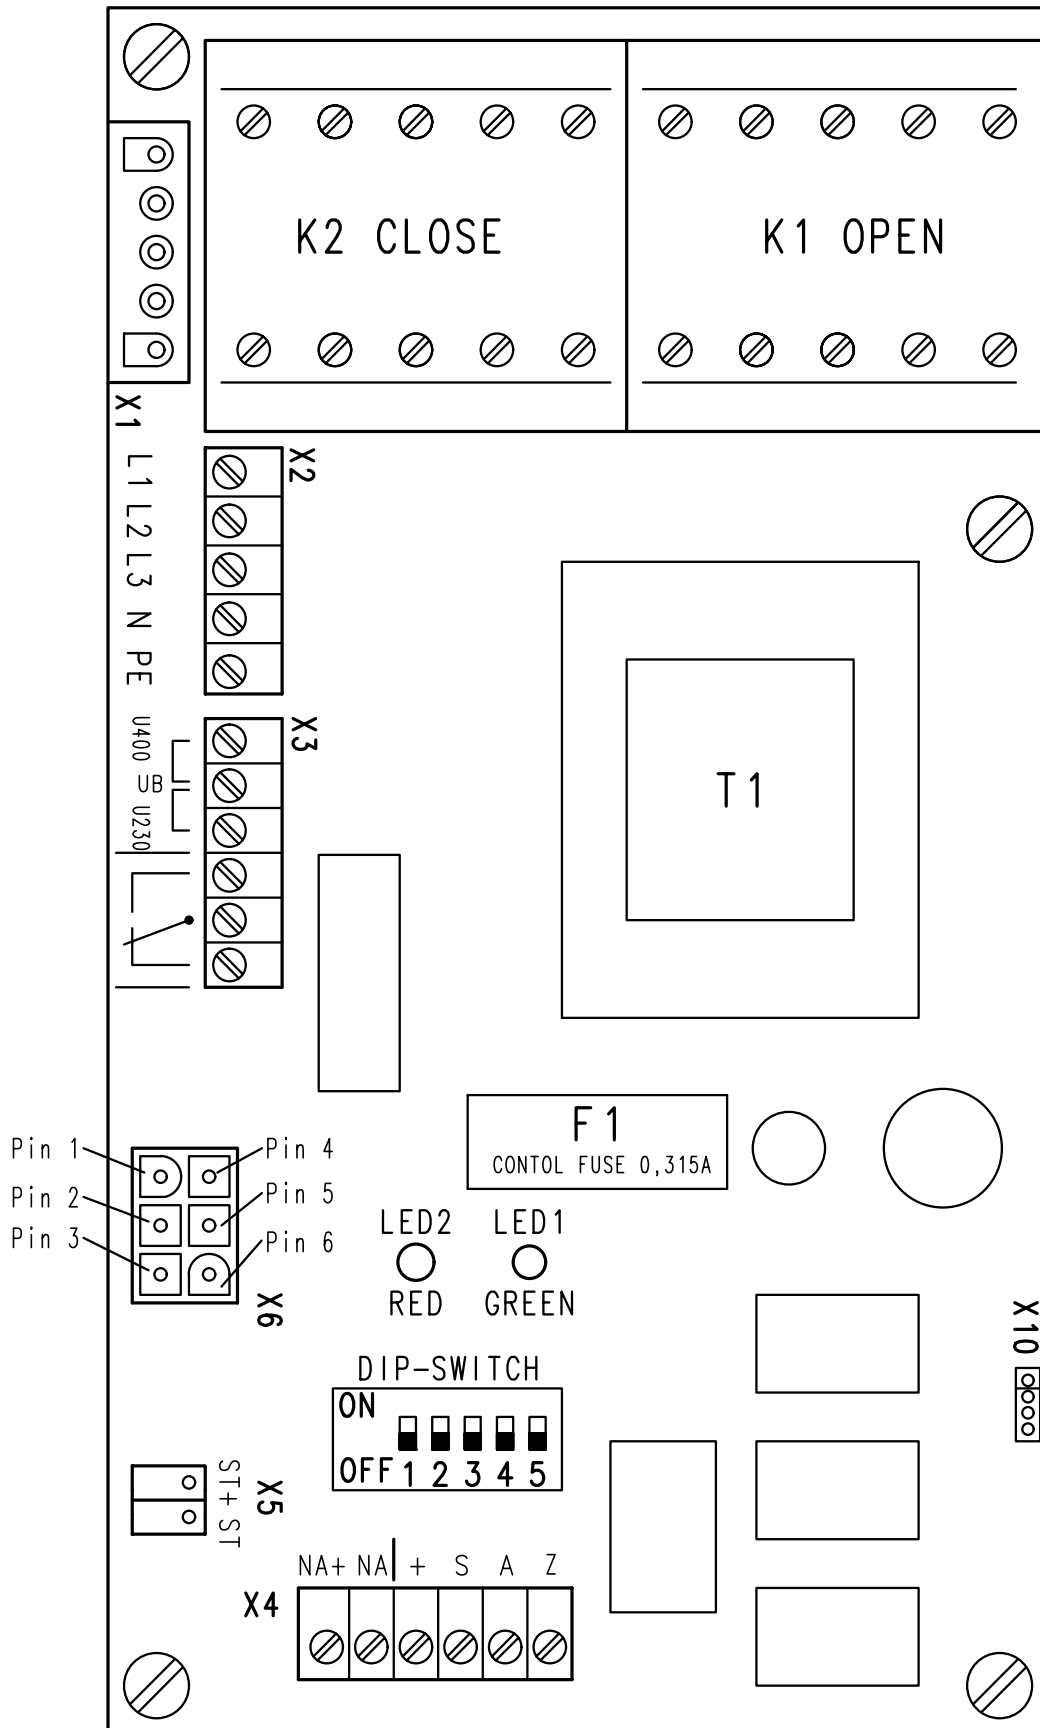 K2 CLOSE
K1 OPEN
X1
X2
L1
L2
L3
N
PE
X3
U400
UB
U230
T1
F1
CONTOL FUSE 0,315A
Pin 1
Pin 4
Pin 2
Pin 5
Pin 3
Pin 6
X6
LED2
LED1
RED
GREEN
X10
DIP-SWITCH
ON
OFF 1 2 3 4 5
ST+ ST
X5
NA+ NA + S A Z
X4